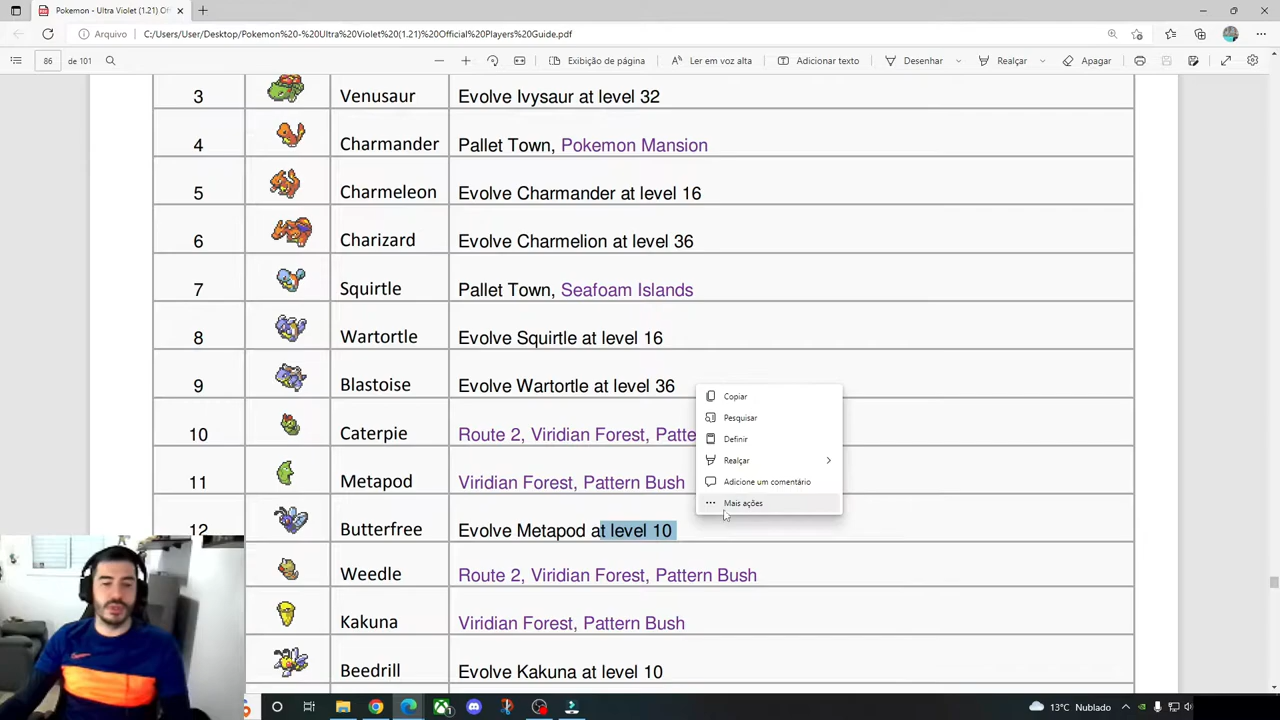 Pokemon - Ultra Violet (1.21) Of
Arquivo C:/Users/User/Desktop/Pokemon%20-%20Ultra%20Violet%20(1.21)%20Official%20Players%20Guide.pdf
86 de 101 Exibição de página Ler em voz alta Adicionar texto Desenhar Realçar Apagar
3 Venusaur Evolve Ivysaur at level 32
4 Charmander Pallet Town, Pokemon Mansion
5 Charmeleon Evolve Charmander at level 16
6 Charizard Evolve Charmelion at level 36
7 Squirtle Pallet Town, Seafoam Islands
8 Wartortle Evolve Squirtle at level 16
9 Blastoise Evolve Wartortle at level 36
10 Caterpie Route 2, Viridian Forest, Patte
11 Metapod Viridian Forest, Pattern Bush
12 Butterfree Evolve Metapod at level 10
Weedle Route 2, Viridian Forest, Pattern Bush
Kakuna Viridian Forest, Pattern Bush
Beedrill Evolve Kakuna at level 10
Copiar
Pesquisar
Definir
Realçar
Adicione um comentário
Mais ações
13°C Nublado